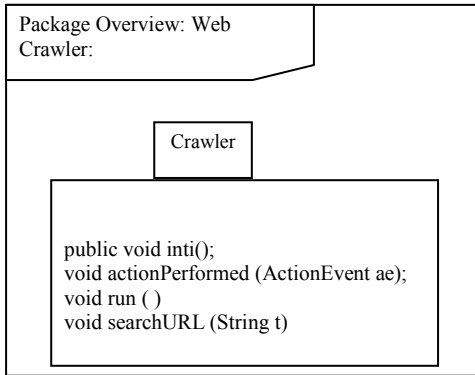 Package Overview: Web
Crawler:
Crawler
public void inti();
void actionPerformed (ActionEvent ae);
void run ( )
void searchURL (String t)